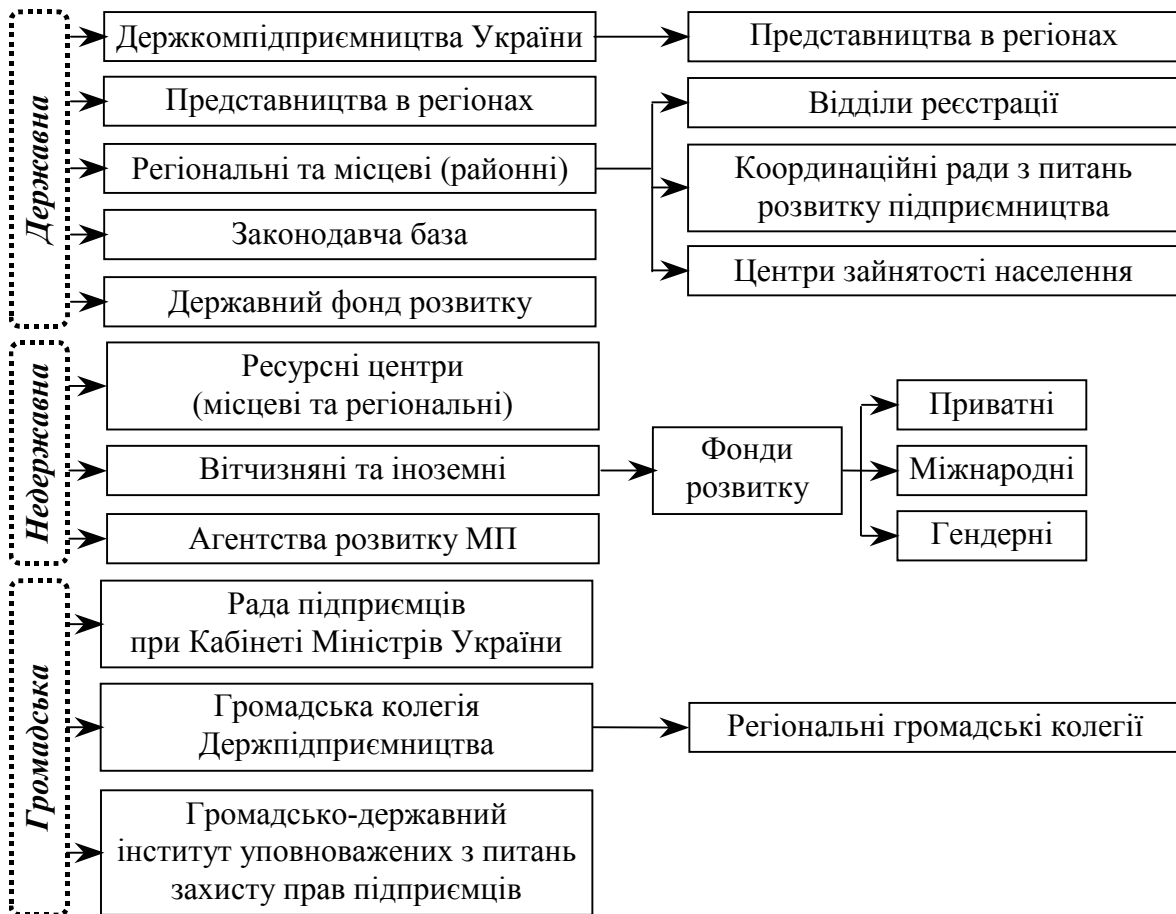 Державна
Держкомпідприємництва України
Представництва в регіонах
Представництва в регіонах
Регіональні та місцеві (районні)
Відділи реєстрації
Координаційні ради з питань
розвитку підприємництва
Центри зайнятості населення
Законодавча база
Державний фонд розвитку
Недержавна
Ресурсні центри
(місцеві та регіональні)
Вітчизняні та іноземні
Фонди
розвитку
Приватні
Міжнародні
Гендерні
Агентства розвитку МП
Громадська
Рада підприємців
при Кабінеті Міністрів України
Громадська колегія
Держпідприємництва
Регіональні громадські колегії
Громадсько-державний
інститут уповноважених з питань
захисту прав підприємців